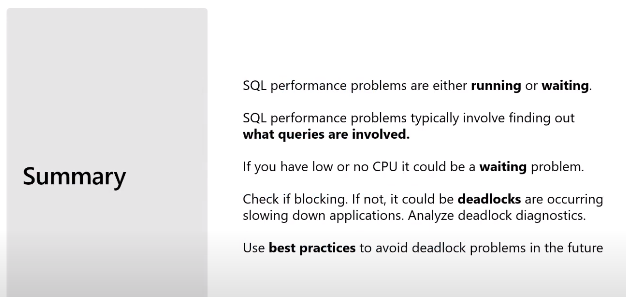 Summary
SQL performance problems are either running or waiting.
SQL performance problems typically involve finding out
what queries are involved.
If you have low or no CPU it could be a waiting problem.
Check if blocking. If not, it could be deadlocks are occurring
slowing down applications. Analyze deadlock diagnostics.
Use best practices to avoid deadlock problems in the future